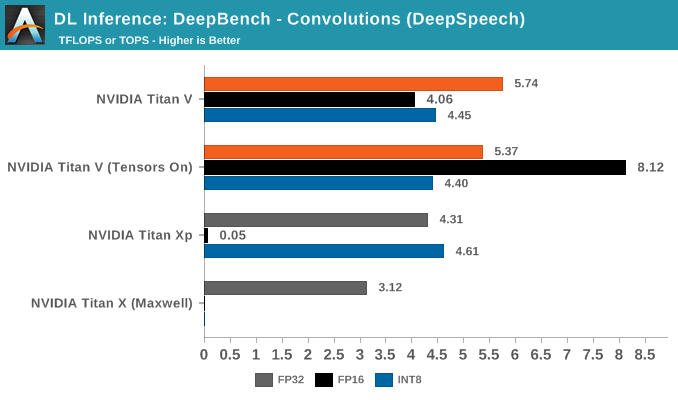 DL Inference: DeepBench - Convolutions (DeepSpeech)
TFLOPS or TOPS - Higher is Better
5.74
NVIDIA Titan V 4.06
4.45
5.37
NVIDIA Titan V (Tensors On) 8.12
4.40
4.31
NVIDIA Titan Xp 0.05
4.61
3.12
NVIDIA Titan X (Maxwell)
0 0.5 1 1.5 2 2.5 3 3.5 4 4.5 5 5.5 6 6.5 7 7.5 8 8.5
FP32 FP16 INT8